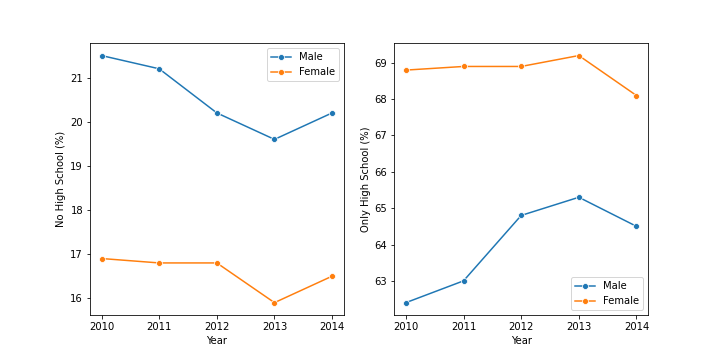 No High School (%)
21
20
19
18
17
16
Male
Female
2010 2011 2012 2013 2014
Year
Only High School (%)
69
68
67
66
65
64
63
Male
Female
2010 2011 2012 2013 2014
Year